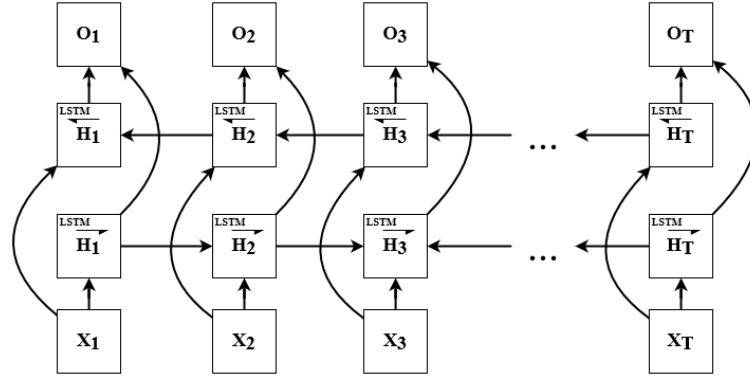 O1 O2 O3 OT
LSTM LSTM LSTM LSTM
H1 H2 H3 ... HT
LSTM LSTM LSTM LSTM
H1 H2 H3 ... HT
X1 X2 X3 XT